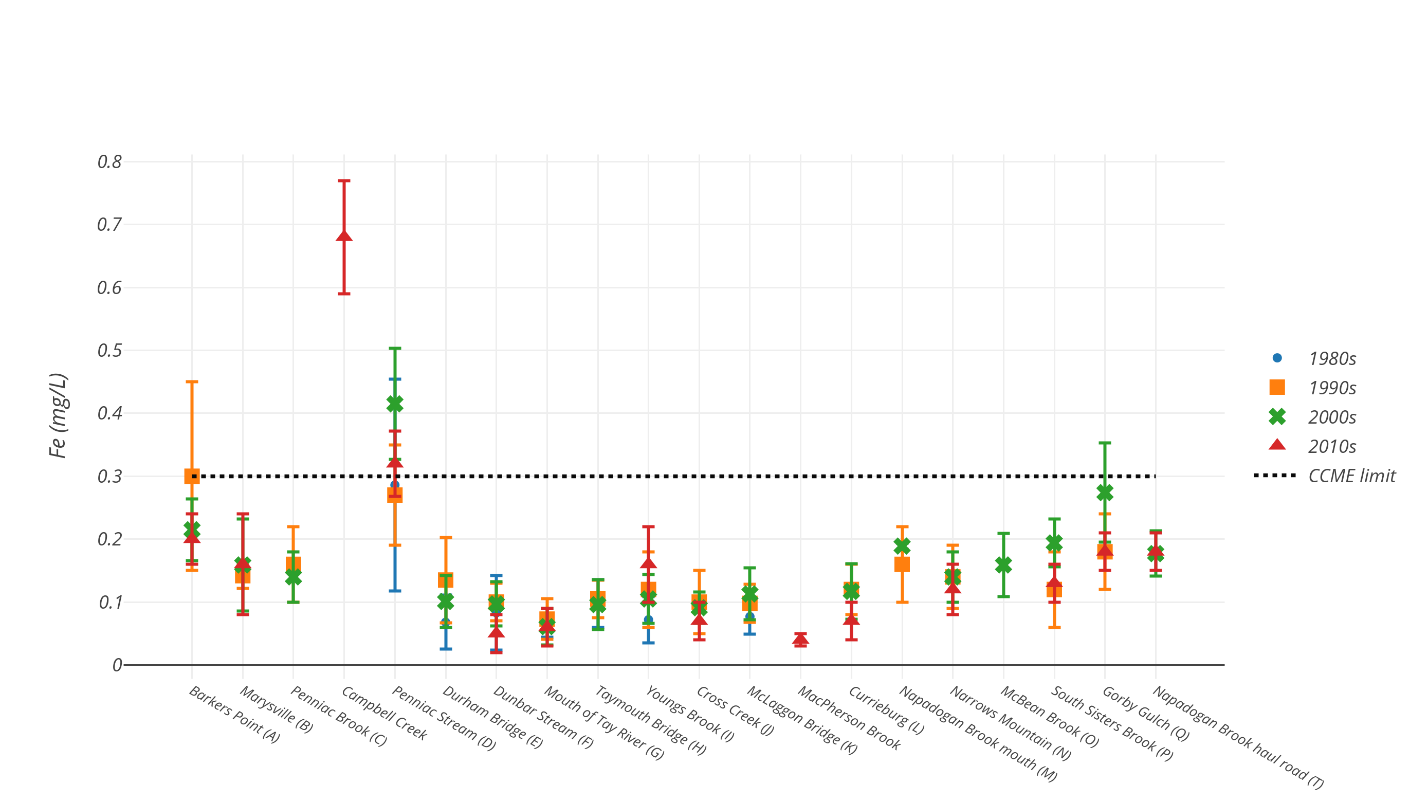 0.8
0.7
0.6
0.5
0.4
0.3
0.2
0.1
0
Fe (mg/L)
1980s
1990s
2000s
2010s
CCME limit
Barkers Point (A)
Marysville (B)
Penniac Brook (C)
Campbell Creek
Penniac Stream (D)
Durham Bridge (E)
Dunbar Stream (F)
Mouth of Tay River (G)
Taymouth Bridge (H)
Youngs Brook (I)
Cross Creek (J)
McLaggan Bridge (K)
MacPherson Brook
Currieburg (L)
Napadogan Brook mouth (M)
Narrows Mountain (N)
McBean Brook (O)
South Sisters Brook (P)
Gorby Gulch (Q)
Napadogan Brook haul road (T)